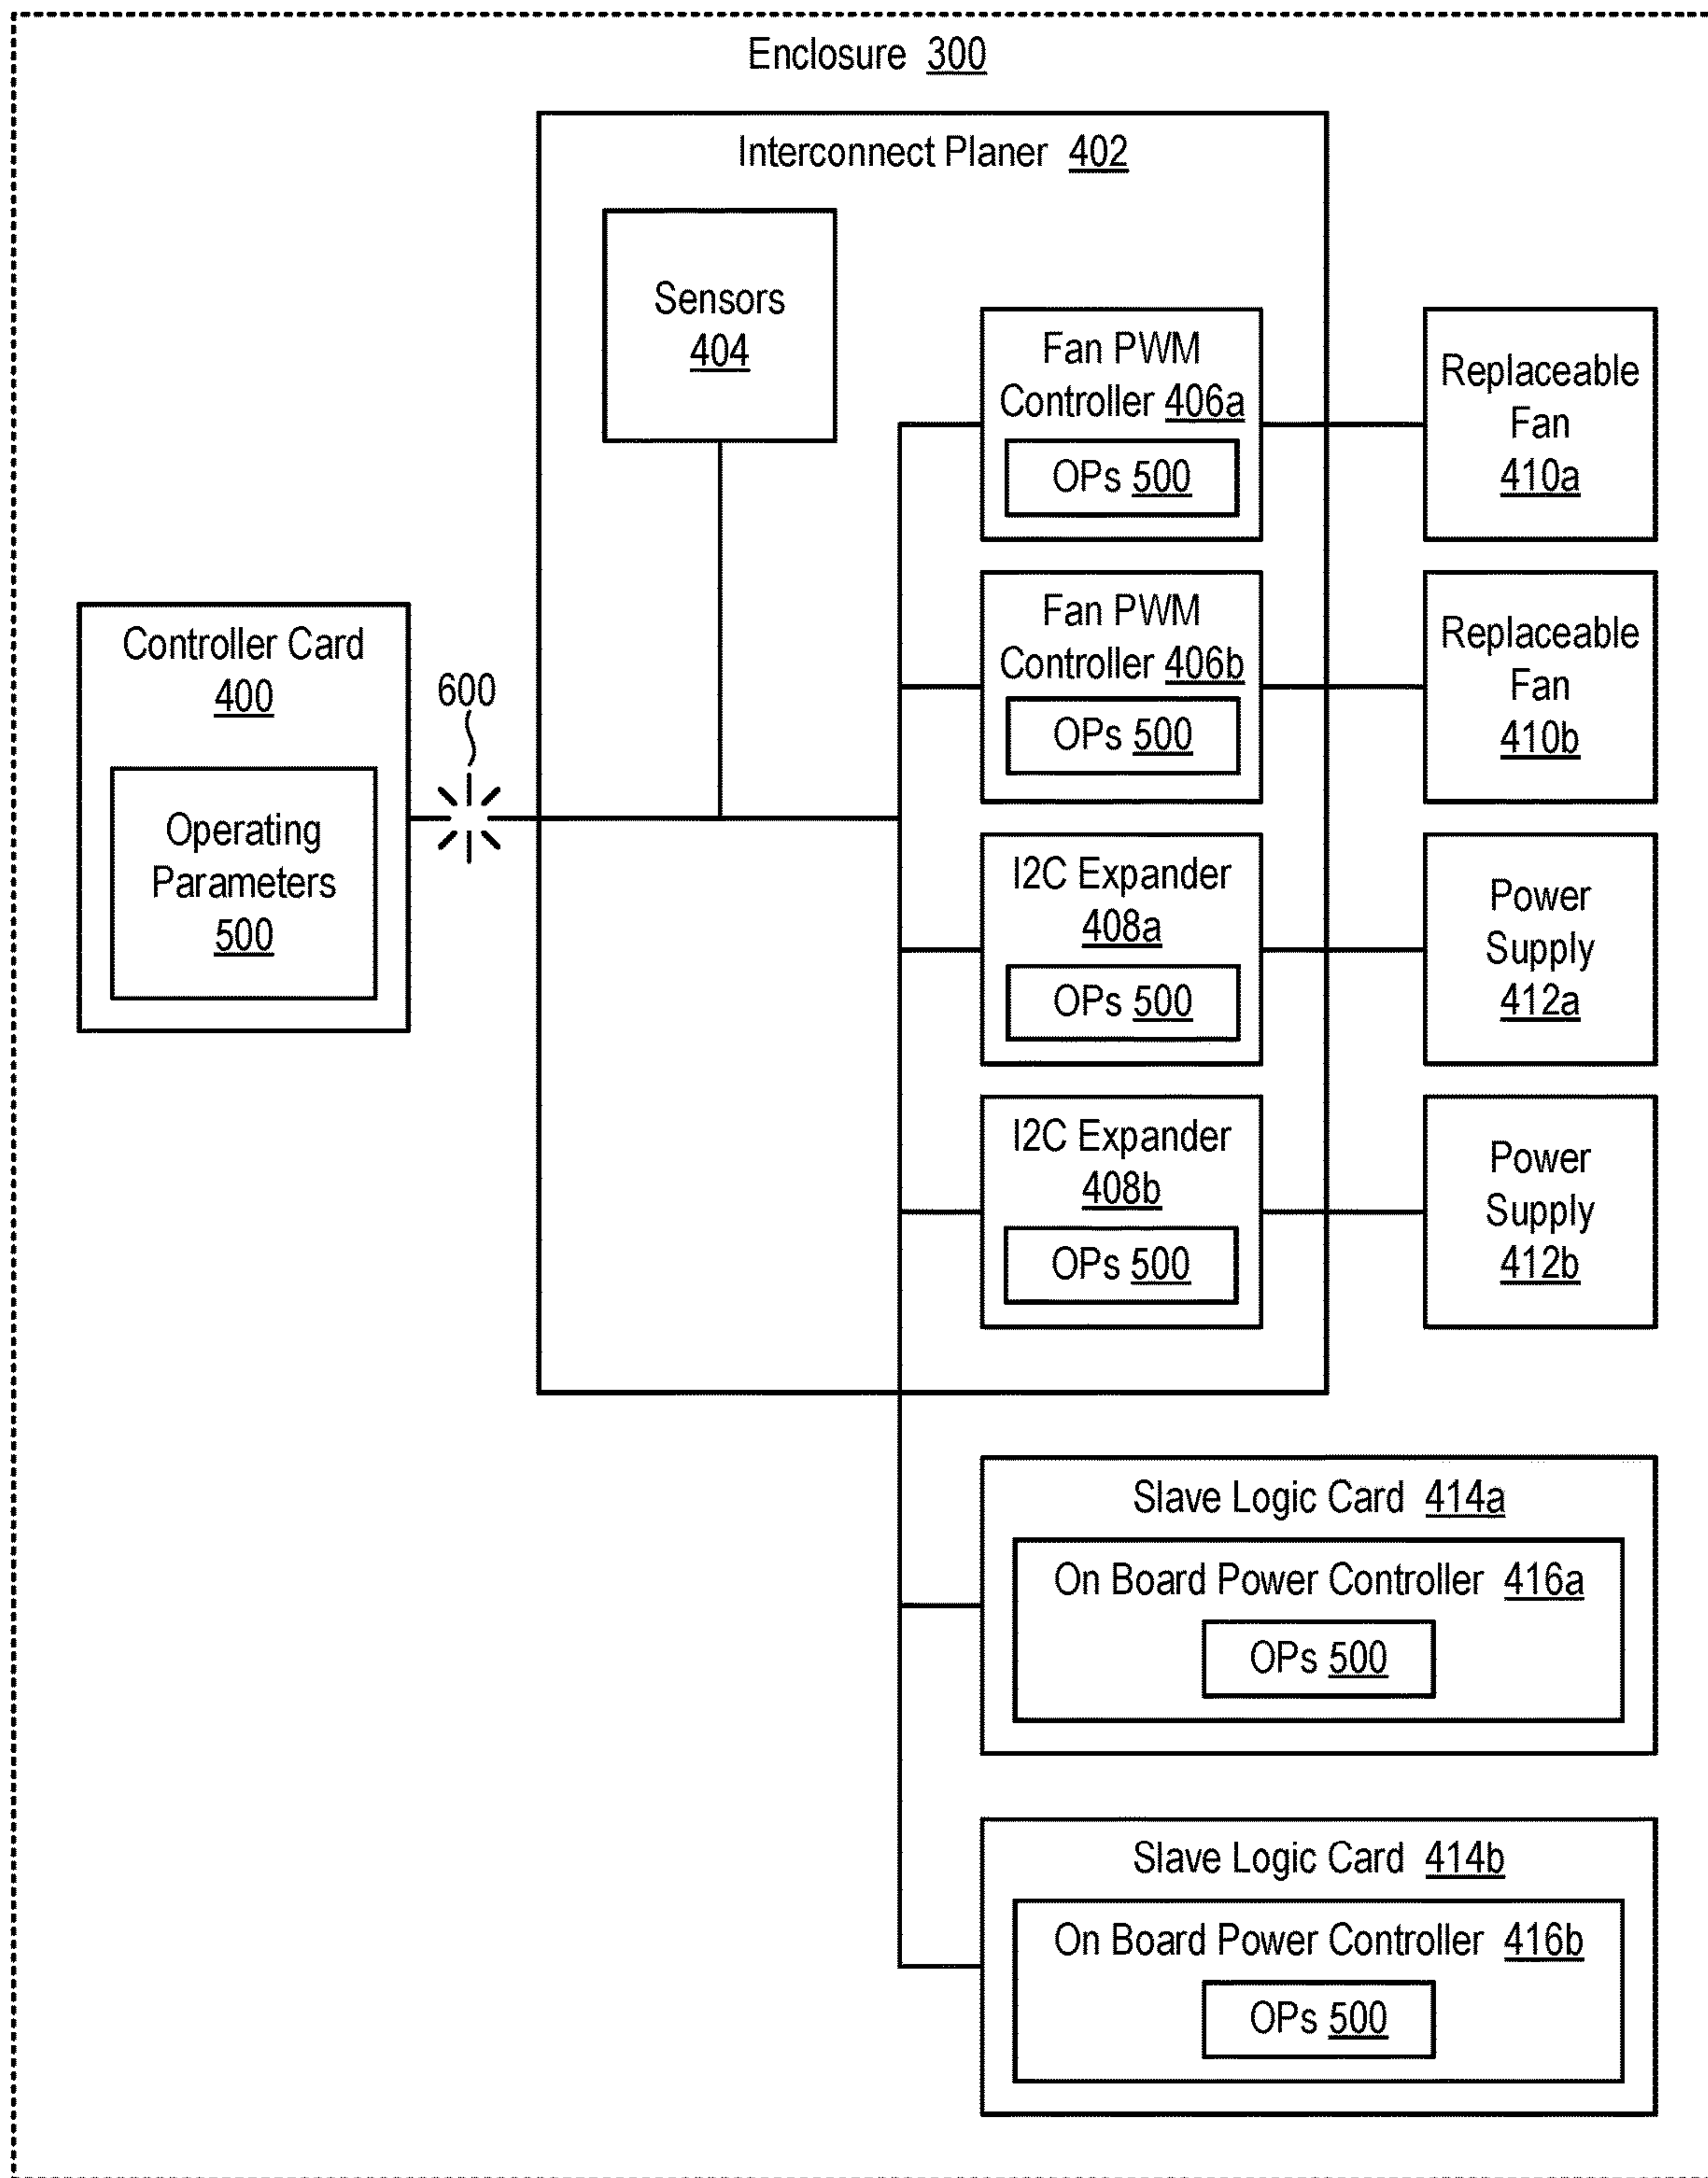 Enclosure 300
Interconnect Planer 402
Sensors
404
Fan PWM
Controller 406a
OPs 500
Replaceable
Fan
410a
Fan PWM
Controller 406b
OPs 500
Replaceable
Fan
410b
Controller Card
400
Operating
Parameters
500
600
I2C Expander
408a
OPs 500
Power
Supply
412a
I2C Expander
408b
OPs 500
Power
Supply
412b
Slave Logic Card 414a
On Board Power Controller 416a
OPs 500
Slave Logic Card 414b
On Board Power Controller 416b
OPs 500